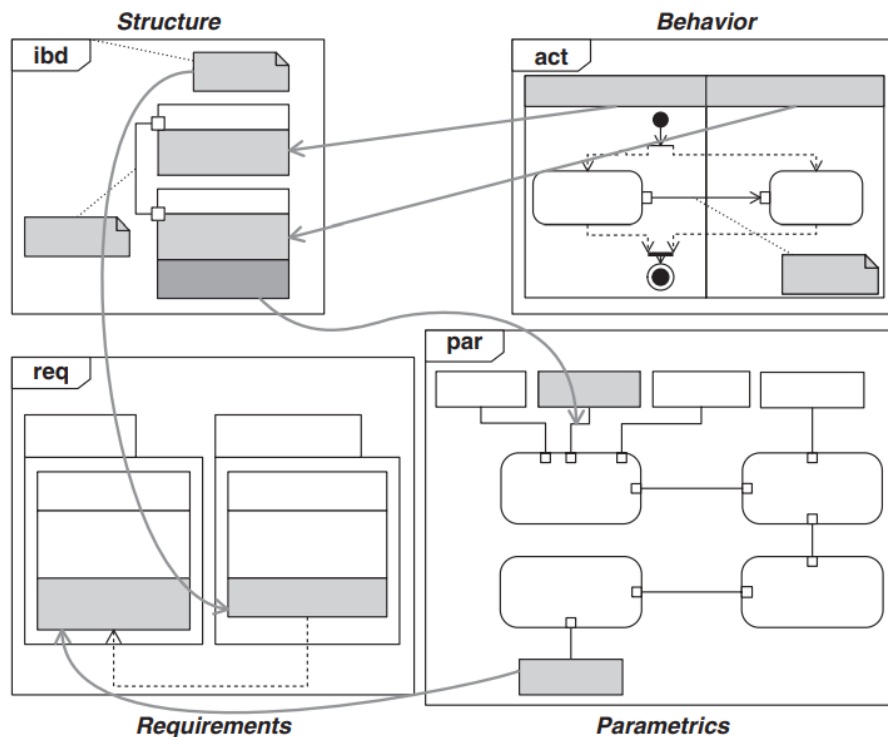 Structure
Behavior
ibd
act
req
par
Requirements
Parametrics